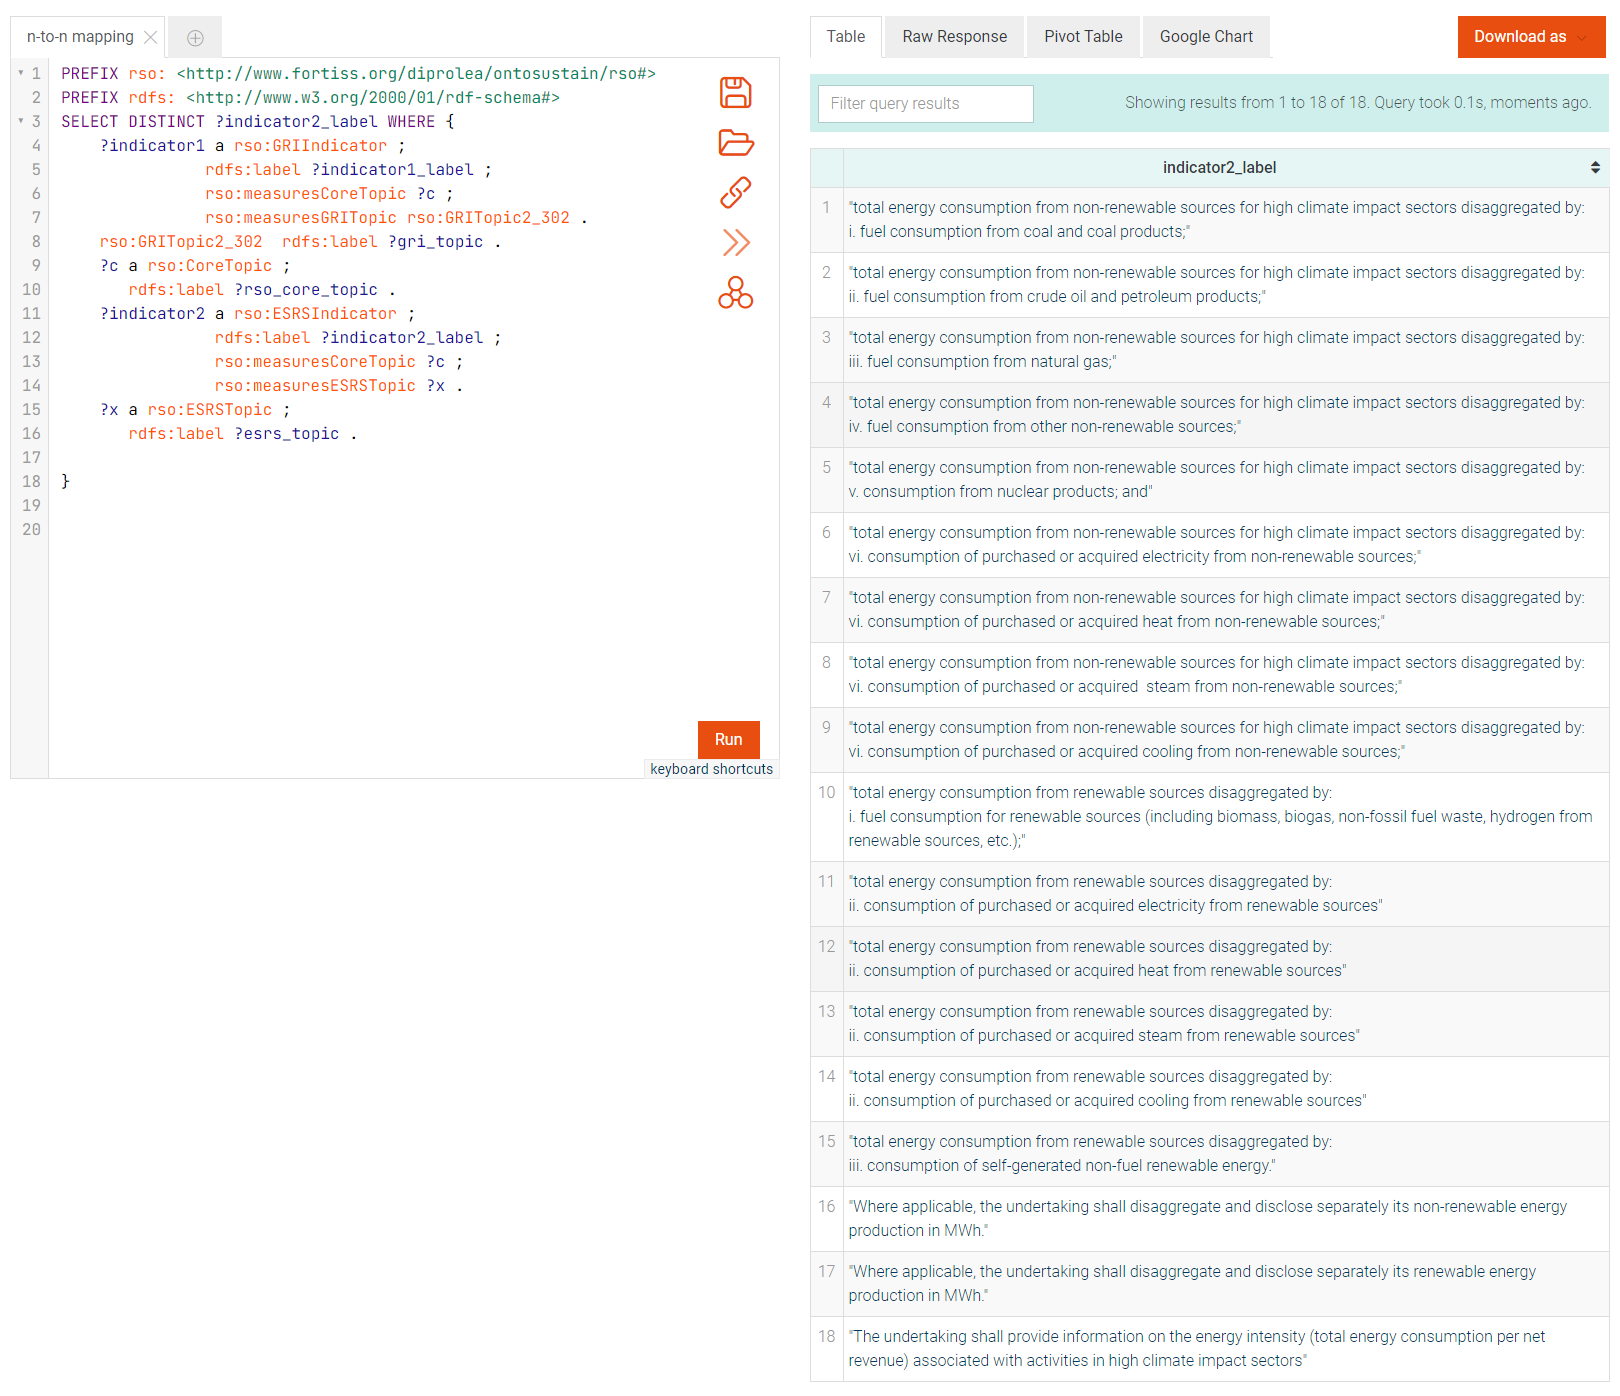 n-to-n mapping
1 PREFIX rso: <http://www.fortiss.org/diprolea/ontosustain/rso#>
2 PREFIX rdfs: <http://www.w3.org/2000/01/rdf-schema#>
3 SELECT DISTINCT ?indicator2_label WHERE {
4 ?indicator1 a rso:GRIIndicator ;
5 rdfs:label ?indicator1_label ;
6 rso:measuresCoreTopic ?c ;
7 rso:measuresGRITopic rso:GRITopic2_302 .
8 rso:GRITopic2_302  rdfs:label ?gri_topic .
9 ?c a rso:CoreTopic ;
10 rdfs:label ?rso_core_topic .
11 ?indicator2 a rso:ESRSIndicator ;
12 rdfs:label ?indicator2_label ;
13 rso:measuresCoreTopic ?c ;
14 rso:measuresESRSTopic ?x .
15 ?x a rso:ESRSTopic ;
16 rdfs:label ?esrs_topic .
17
18 }
19
20
Run
keyboard shortcuts
Table Raw Response Pivot Table Google Chart Download as
Filter query results Showing results from 1 to 18 of 18. Query took 0.1s, moments ago.
indicator2_label
1 "total energy consumption from non-renewable sources for high climate impact sectors disaggregated by:
i. fuel consumption from coal and coal products;"
2 "total energy consumption from non-renewable sources for high climate impact sectors disaggregated by:
ii. fuel consumption from crude oil and petroleum products;"
3 "total energy consumption from non-renewable sources for high climate impact sectors disaggregated by:
iii. fuel consumption from natural gas;"
4 "total energy consumption from non-renewable sources for high climate impact sectors disaggregated by:
iv. fuel consumption from other non-renewable sources;"
5 "total energy consumption from non-renewable sources for high climate impact sectors disaggregated by:
v. consumption from nuclear products; and"
6 "total energy consumption from non-renewable sources for high climate impact sectors disaggregated by:
vi. consumption of purchased or acquired electricity from non-renewable sources;"
7 "total energy consumption from non-renewable sources for high climate impact sectors disaggregated by:
vi. consumption of purchased or acquired heat from non-renewable sources;"
8 "total energy consumption from non-renewable sources for high climate impact sectors disaggregated by:
vi. consumption of purchased or acquired  steam from non-renewable sources;"
9 "total energy consumption from non-renewable sources for high climate impact sectors disaggregated by:
vi. consumption of purchased or acquired cooling from non-renewable sources;"
10 "total energy consumption from renewable sources disaggregated by:
i. fuel consumption for renewable sources (including biomass, biogas, non-fossil fuel waste, hydrogen from
renewable sources, etc.);"
11 "total energy consumption from renewable sources disaggregated by:
ii. consumption of purchased or acquired electricity from renewable sources"
12 "total energy consumption from renewable sources disaggregated by:
ii. consumption of purchased or acquired heat from renewable sources"
13 "total energy consumption from renewable sources disaggregated by:
ii. consumption of purchased or acquired steam from renewable sources"
14 "total energy consumption from renewable sources disaggregated by:
ii. consumption of purchased or acquired cooling from renewable sources"
15 "total energy consumption from renewable sources disaggregated by:
iii. consumption of self-generated non-fuel renewable energy."
16 "Where applicable, the undertaking shall disaggregate and disclose separately its non-renewable energy
production in MWh."
17 "Where applicable, the undertaking shall disaggregate and disclose separately its renewable energy
production in MWh."
18 "The undertaking shall provide information on the energy intensity (total energy consumption per net
revenue) associated with activities in high climate impact sectors"